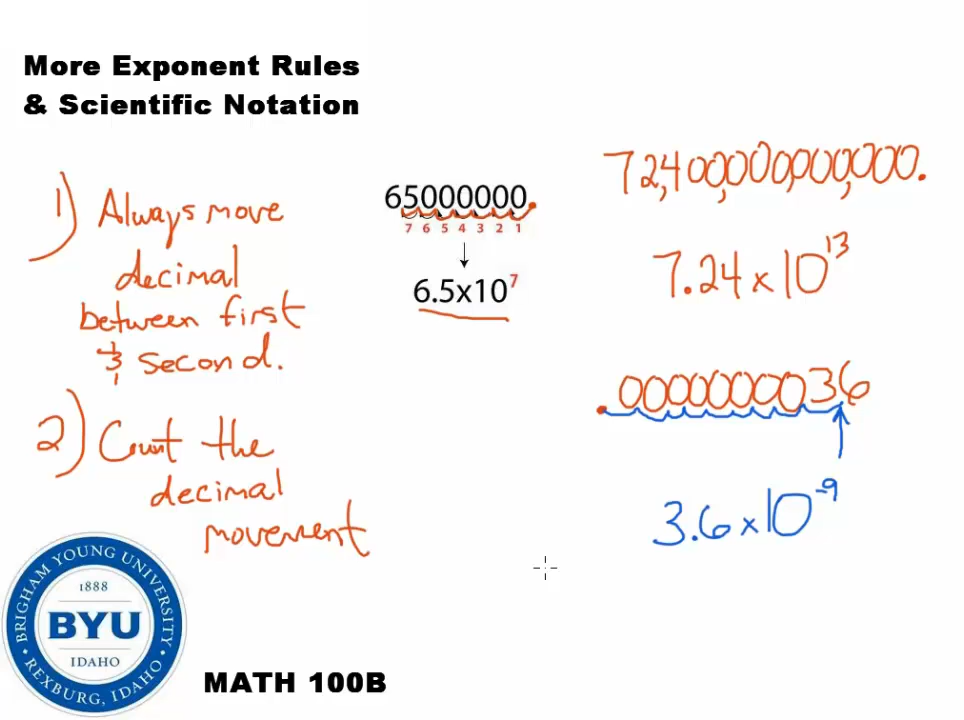 More Exponent Rules
& Scientific Notation
1) Always move
decimal
between first
& second.
2) Count the
decimal
movement
65000000.
7 6 5 4 3 2 1
6.5x10⁷
72,400,000,000,000.
7.24 x 10¹³
.0000000036
3.6 x 10⁻⁹
BRIGHAM YOUNG UNIVERSITY
1888
BYU
IDAHO
• REXBURG, IDAHO •
MATH 100B